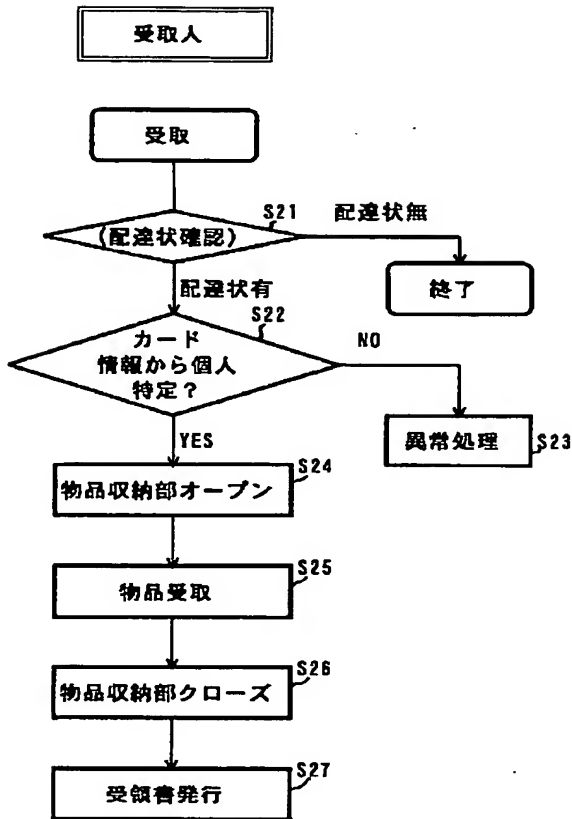 受取人
受取
S21
(配達状確認)
配達状無
終了
配達状有
S22
カード
情報から個人
特定?
NO
異常処理
S23
YES
S24
物品収納部オープン
S25
物品受取
S26
物品収納部クローズ
S27
受領書発行